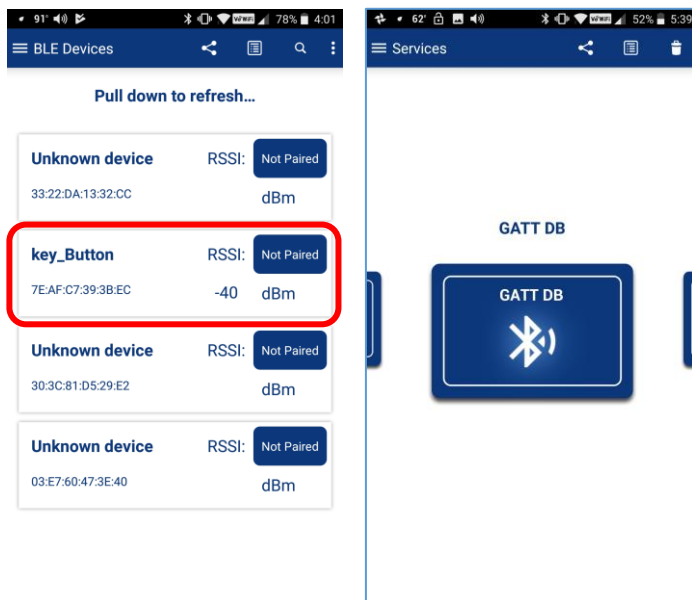 91° 78% 4:01
BLE Devices
Pull down to refresh...
Unknown device RSSI: Not Paired
33:22:DA:13:32:CC dBm
key_Button RSSI: Not Paired
7E:AF:C7:39:3B:EC -40 dBm
Unknown device RSSI: Not Paired
30:3C:81:D5:29:E2 dBm
Unknown device RSSI: Not Paired
03:E7:60:47:3E:40 dBm
62° 52% 5:39
Services
GATT DB
GATT DB